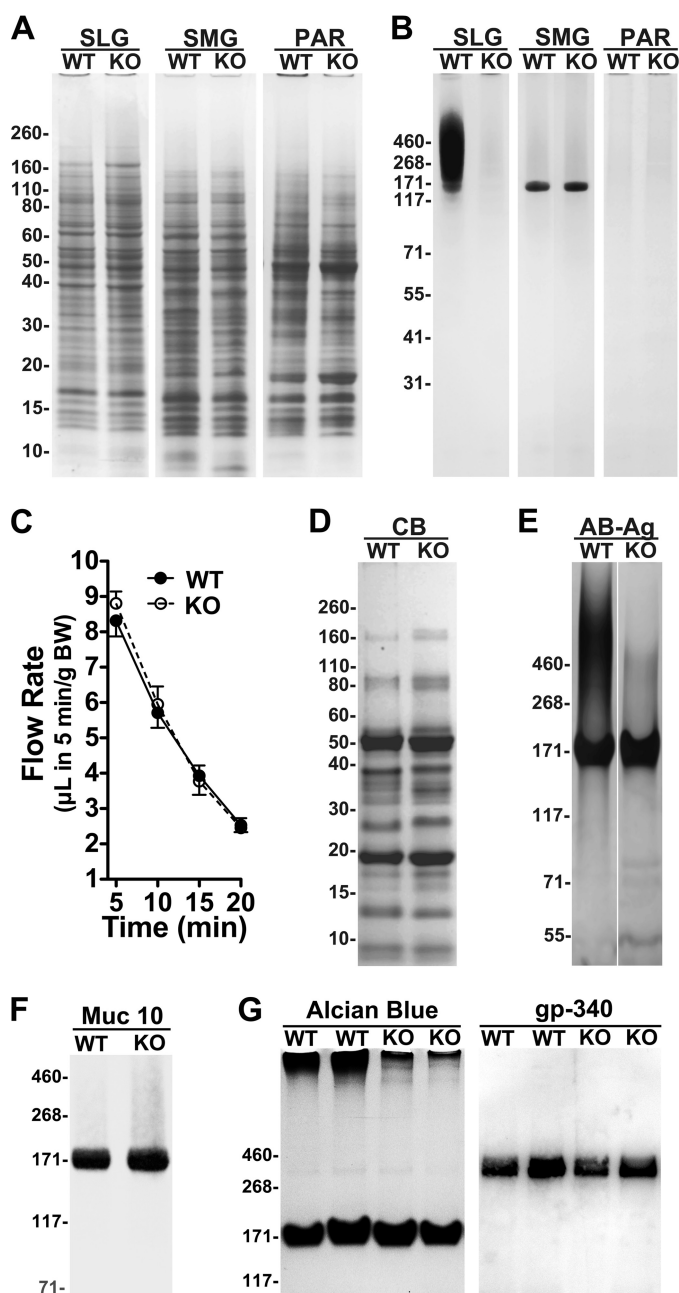 A
SLG SMG PAR
WT KO WT KO WT KO
260-
160-
110-
80-
60-
50-
40-
30-
20-
15-
10-
B
SLG SMG PAR
WT KO WT KO WT KO
460-
268-
171-
117-
71-
55-
41-
31-
C
Flow Rate
(µL in 5 min/g BW)
10
9
8
7
6
5
4
3
2
1
WT
KO
5 10 15 20
Time (min)
D
CB
WT KO
260-
160-
110-
80-
60-
50-
40-
30-
20-
15-
10-
E
AB-Ag
WT KO
460-
268-
171-
117-
71-
55-
F
Muc 10
WT KO
460-
268-
171-
117-
71-
G
Alcian Blue gp-340
WT WT KO KO WT WT KO KO
460-
268-
171-
117-